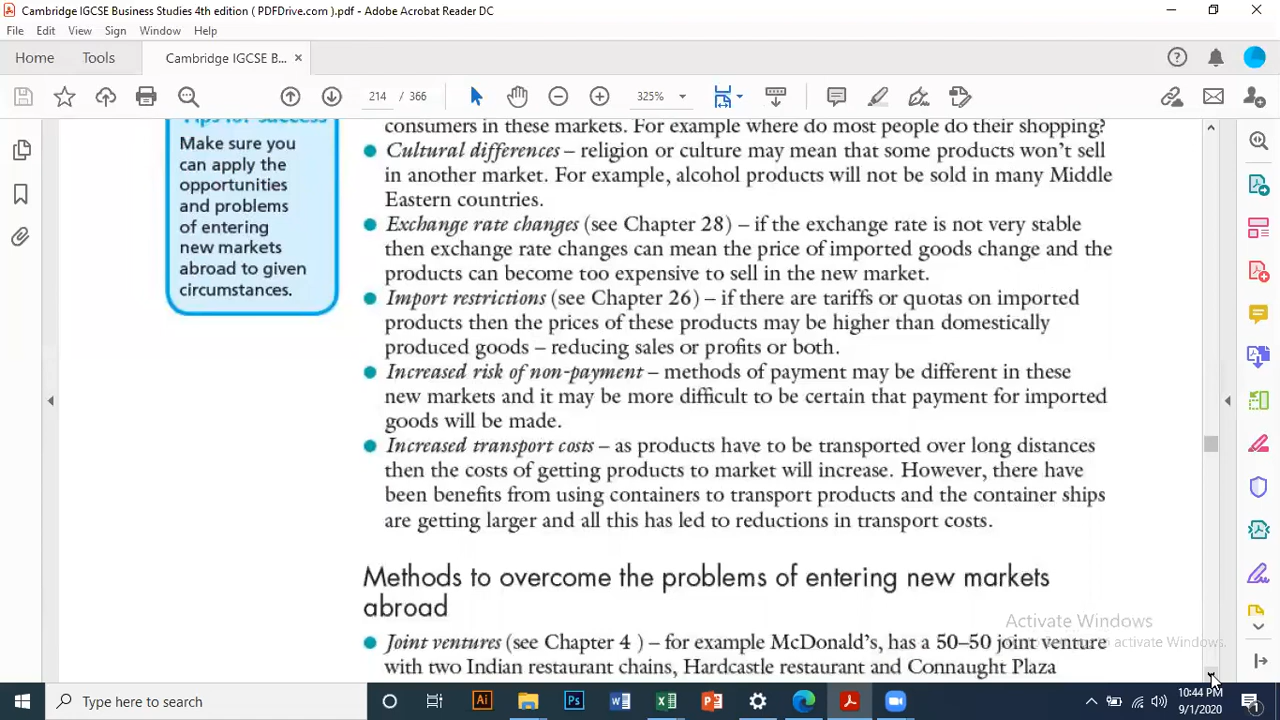 Cambridge IGCSE Business Studies 4th edition ( PDFDrive.com ).pdf - Adobe Acrobat Reader DC
File Edit View Sign Window Help
Home Tools Cambridge IGCSE B... ×
214 / 366 325%
Tips for success
Make sure you
can apply the
opportunities
and problems
of entering
new markets
abroad to given
circumstances.
consumers in these markets. For example where do most people do their shopping?
● Cultural differences – religion or culture may mean that some products won't sell
in another market. For example, alcohol products will not be sold in many Middle
Eastern countries.
● Exchange rate changes (see Chapter 28) – if the exchange rate is not very stable
then exchange rate changes can mean the price of imported goods change and the
products can become too expensive to sell in the new market.
● Import restrictions (see Chapter 26) – if there are tariffs or quotas on imported
products then the prices of these products may be higher than domestically
produced goods – reducing sales or profits or both.
● Increased risk of non-payment – methods of payment may be different in these
new markets and it may be more difficult to be certain that payment for imported
goods will be made.
● Increased transport costs – as products have to be transported over long distances
then the costs of getting products to market will increase. However, there have
been benefits from using containers to transport products and the container ships
are getting larger and all this has led to reductions in transport costs.
Methods to overcome the problems of entering new markets
abroad
● Joint ventures (see Chapter 4 ) – for example McDonald's, has a 50–50 joint venture
with two Indian restaurant chains, Hardcastle restaurant and Connaught Plaza
Activate Windows
to activate Windows.
Type here to search
10:44 PM
9/1/2020